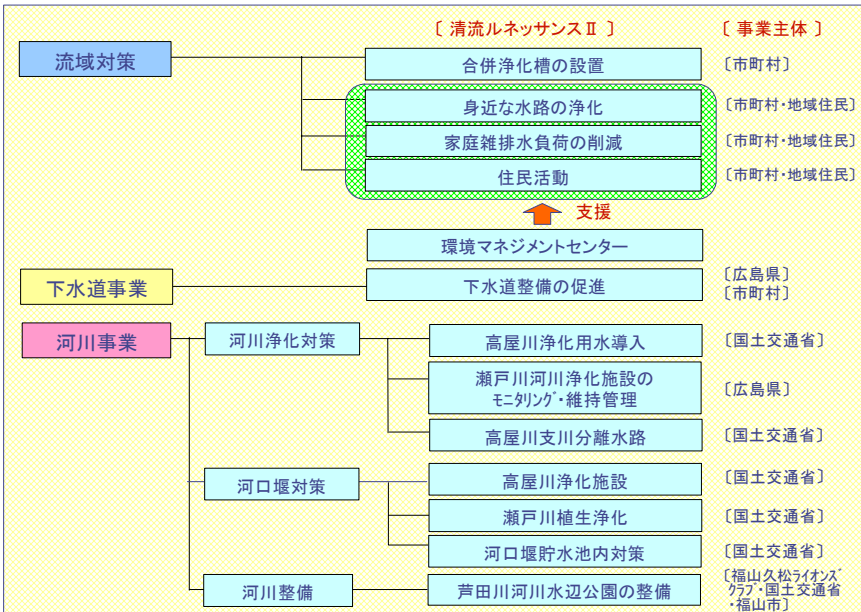 〔 清流ルネッサンスⅡ 〕 〔 事業主体 〕
流域対策
合併浄化槽の設置 〔市町村〕
身近な水路の浄化 〔市町村・地域住民〕
家庭雑排水負荷の削減 〔市町村・地域住民〕
住民活動 〔市町村・地域住民〕
支援
環境マネジメントセンター
下水道事業
下水道整備の促進
〔広島県〕
〔市町村〕
河川事業
河川浄化対策
高屋川浄化用水導入 〔国土交通省〕
瀬戸川河川浄化施設の
モニタリング・維持管理
〔広島県〕
高屋川支川分離水路 〔国土交通省〕
河口堰対策
高屋川浄化施設 〔国土交通省〕
瀬戸川植生浄化 〔国土交通省〕
河口堰貯水池内対策 〔国土交通省〕
河川整備
芦田川河川水辺公園の整備
〔福山久松ライオンズ
クラブ・国土交通省
・福山市〕